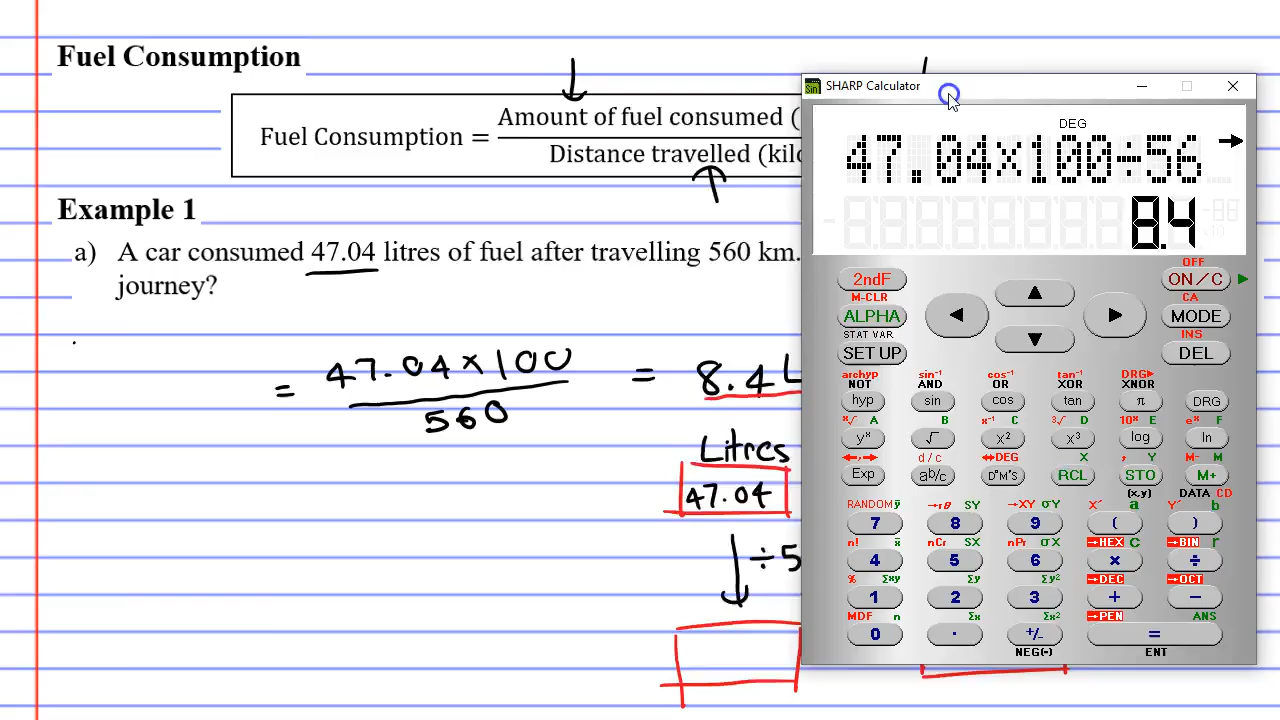 Fuel Consumption
Fuel Consumption = Amount of fuel consumed (
Distance travelled (kilo
Example 1
a) A car consumed 47.04 litres of fuel after travelling 560 km.
journey?
= 47.04 × 100 / 560 = 8.4 L
Litres
47.04
÷ 5
SHARP Calculator
DEG
47.04×100÷56
8.4
OFF
2ndF ON/C
M-CLR CA
ALPHA MODE
STAT VAR INS
SET UP DEL
archyp sin⁻¹ cos⁻¹ tan⁻¹ DRG▶
NOT AND OR XOR XNOR
hyp sin cos tan π DRG
ˣ√ A B x⁻¹ C ³√ D 10ˣ E eˣ F
yˣ √ x² x³ log ln
←,→ d/c ⇔DEG X , Y M- M
Exp ab/c D°M'S RCL STO M+
(x,y) DATA CD
RANDOM ȳ →rθ SY →XY σY X´ a Y´ b
7 8 9 ( )
n! x̄ nCr SX nPr σX →HEX c →BIN r
4 5 6 × ÷
% Σxy Σy Σy² →DEC →OCT
1 2 3 + −
MDF n Σx Σx² →PEN ANS
0 · +/− =
NEG(-) ENT